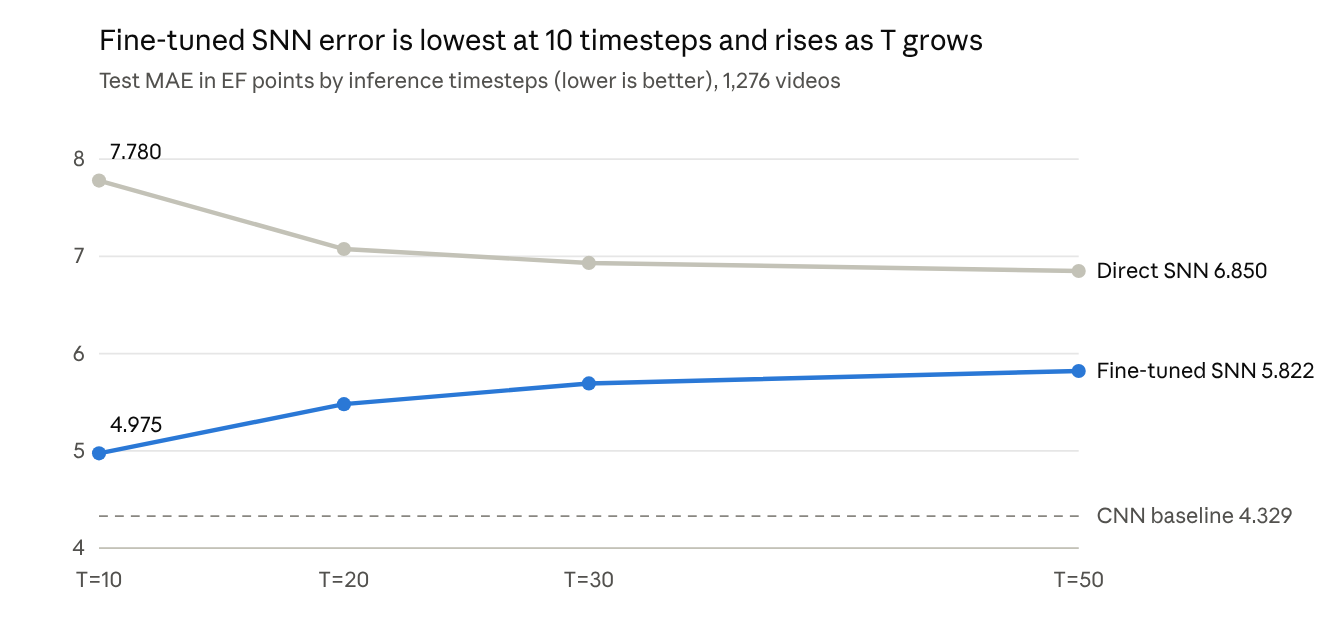 Fine-tuned SNN error is lowest at 10 timesteps and rises as T grows
Test MAE in EF points by inference timesteps (lower is better), 1,276 videos
8
7.780
7
Direct SNN 6.850
6
Fine-tuned SNN 5.822
4.975
5
CNN baseline 4.329
4
T=10
T=20
T=30
T=50